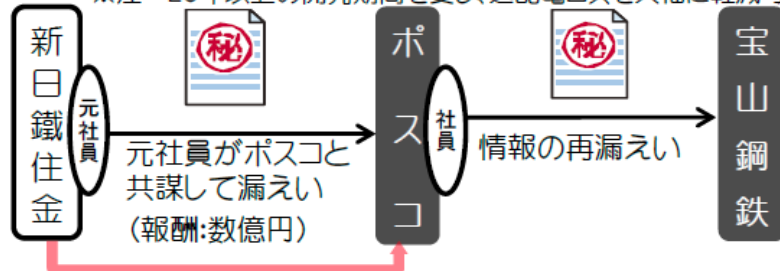 新日鐵住金
元社員
㊙
元社員がポスコと
共謀して漏えい
(報酬:数億円)
ポスコ
社員
㊙
情報の再漏えい
宝山鋼鉄